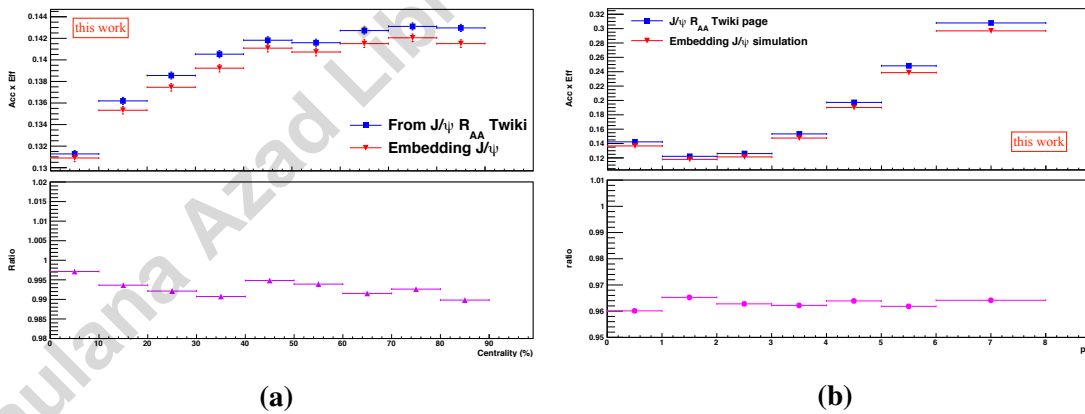 this work
Acc x Eff
0.144
0.142
0.14
0.138
0.136
0.134
0.132
0.13
From J/ψ R_AA Twiki
Embedding J/ψ
Ratio
1.02
1.015
1.01
1.005
1
0.995
0.99
0.985
0.98
0 10 20 30 40 50 60 70 80 90
Centrality (%)
(a)
J/ψ R_AA Twiki page
Embedding J/ψ simulation
Acc x Eff
0.32
0.3
0.28
0.26
0.24
0.22
0.2
0.18
0.16
0.14
0.12
this work
ratio
1.01
1
0.99
0.98
0.97
0.96
0.95
0 1 2 3 4 5 6 7 8
p
(b)
ulana Azad Libr